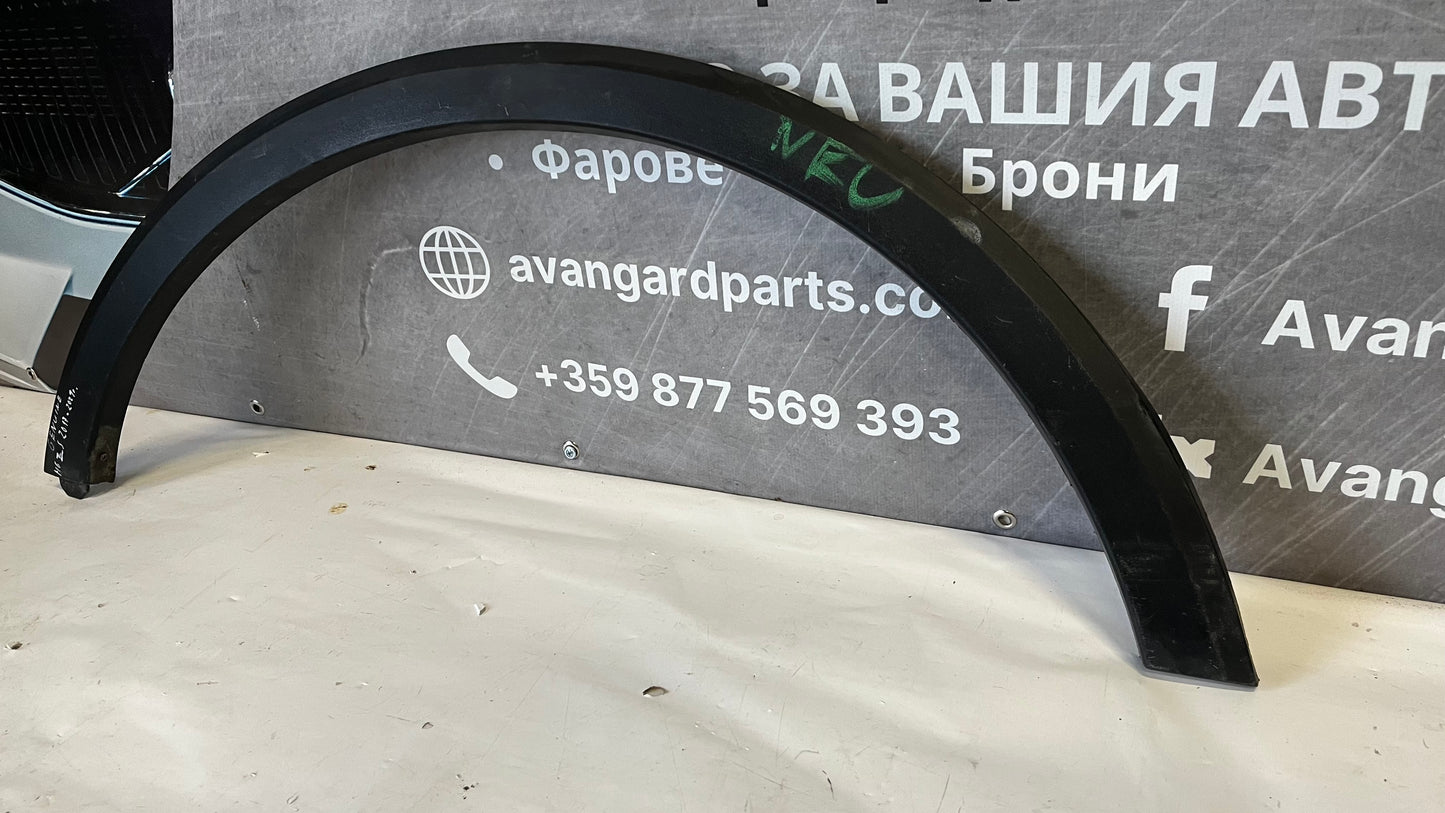 ЗА ВАШИЯ АВТ
• Фарове
Брони
NEU
avangardparts.co
+359 877 569 393
f Avan
Avang